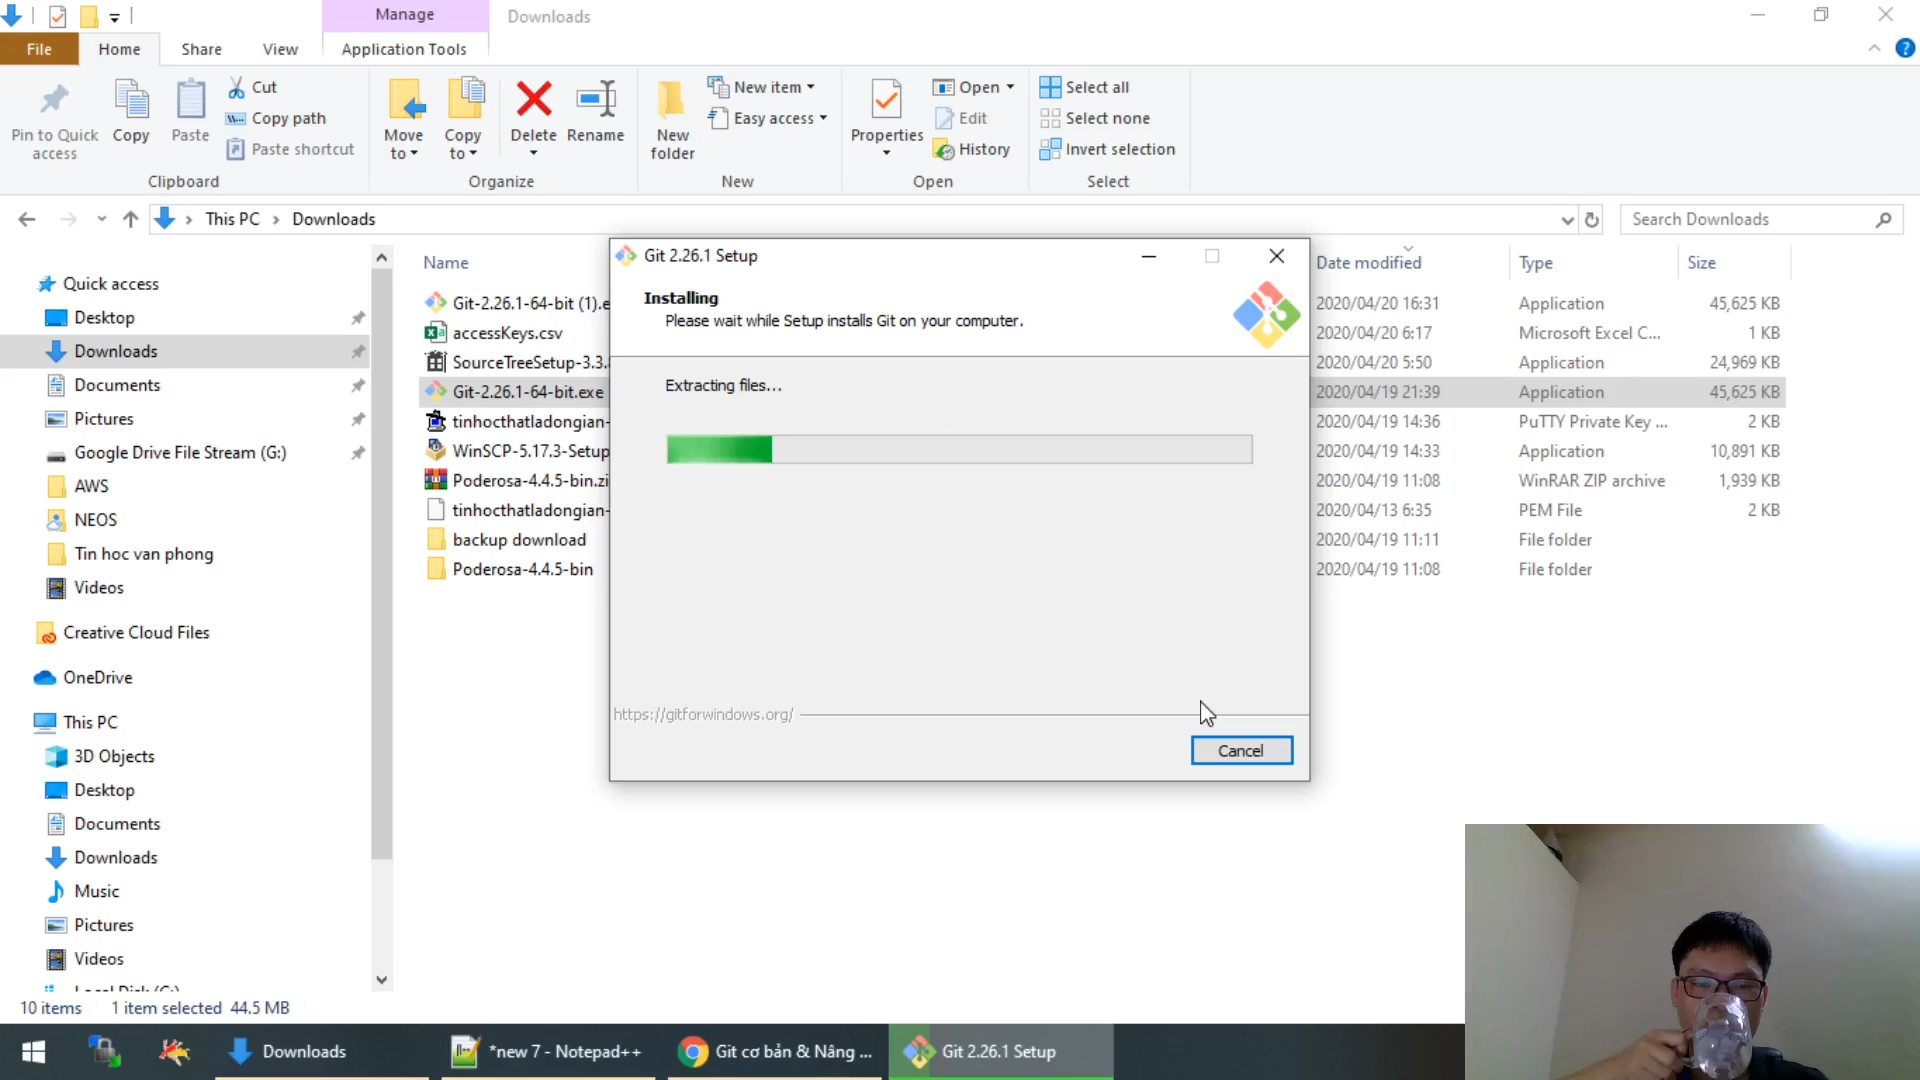 Manage
Downloads
File
Home
Share
View
Application Tools
Pin to Quick access
Copy
Paste
Cut
Copy path
Paste shortcut
Clipboard
Move to
Copy to
Delete
Rename
Organize
New folder
New item
Easy access
New
Properties
Open
Edit
History
Open
Select all
Select none
Invert selection
Select
This PC
Downloads
Search Downloads
Quick access
Desktop
Downloads
Documents
Pictures
Google Drive File Stream (G:)
AWS
NEOS
Tin hoc van phong
Videos
Creative Cloud Files
OneDrive
This PC
3D Objects
Desktop
Documents
Downloads
Music
Pictures
Videos
Name
Date modified
Type
Size
Git-2.26.1-64-bit (1).e
2020/04/20 16:31
Application
45,625 KB
accessKeys.csv
2020/04/20 6:17
Microsoft Excel C...
1 KB
SourceTreeSetup-3.3.
2020/04/20 5:50
Application
24,969 KB
Git-2.26.1-64-bit.exe
2020/04/19 21:39
Application
45,625 KB
tinhocthatladongian-
2020/04/19 14:36
PuTTY Private Key ...
2 KB
WinSCP-5.17.3-Setup
2020/04/19 14:33
Application
10,891 KB
Poderosa-4.4.5-bin.zi
2020/04/19 11:08
WinRAR ZIP archive
1,939 KB
tinhocthatladongian-
2020/04/13 6:35
PEM File
2 KB
backup download
2020/04/19 11:11
File folder
Poderosa-4.4.5-bin
2020/04/19 11:08
File folder
Git 2.26.1 Setup
Installing
Please wait while Setup installs Git on your computer.
Extracting files...
https://gitforwindows.org/
Cancel
10 items
1 item selected 44.5 MB
Downloads
*new 7 - Notepad++
Git cơ bản & Nâng ...
Git 2.26.1 Setup